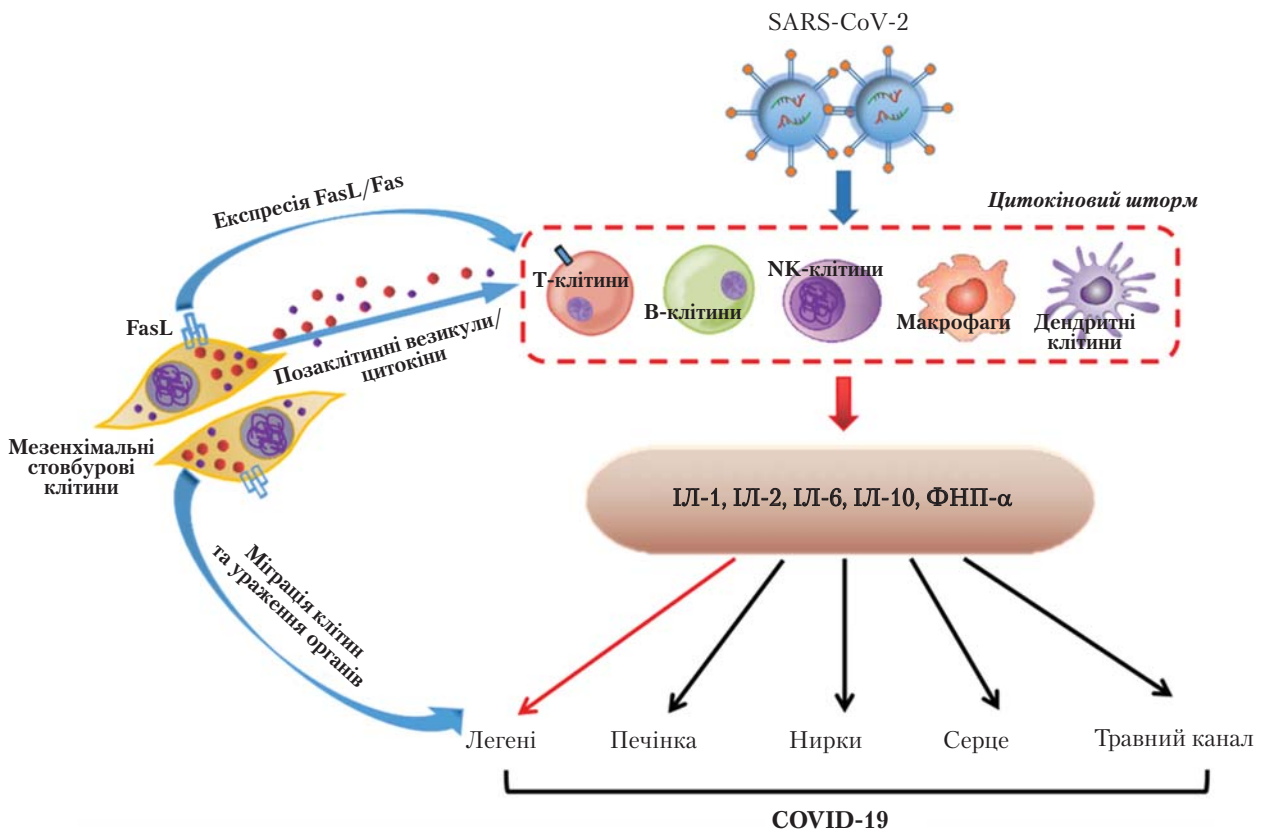 SARS-CoV-2
Цитокіновий шторм
Експресія FasL/Fas
FasL
Позаклітинні везикули/
цитокіни
Т-клітини
В-клітини
NK-клітини
Макрофаги
Дендритні
клітини
Мезенхімальні
стовбурові
клітини
ІЛ-1, ІЛ-2, ІЛ-6, ІЛ-10, ФНП-α
Міграція клітин
та ураження органів
Легені
Печінка
Нирки
Серце
Травний канал
COVID-19